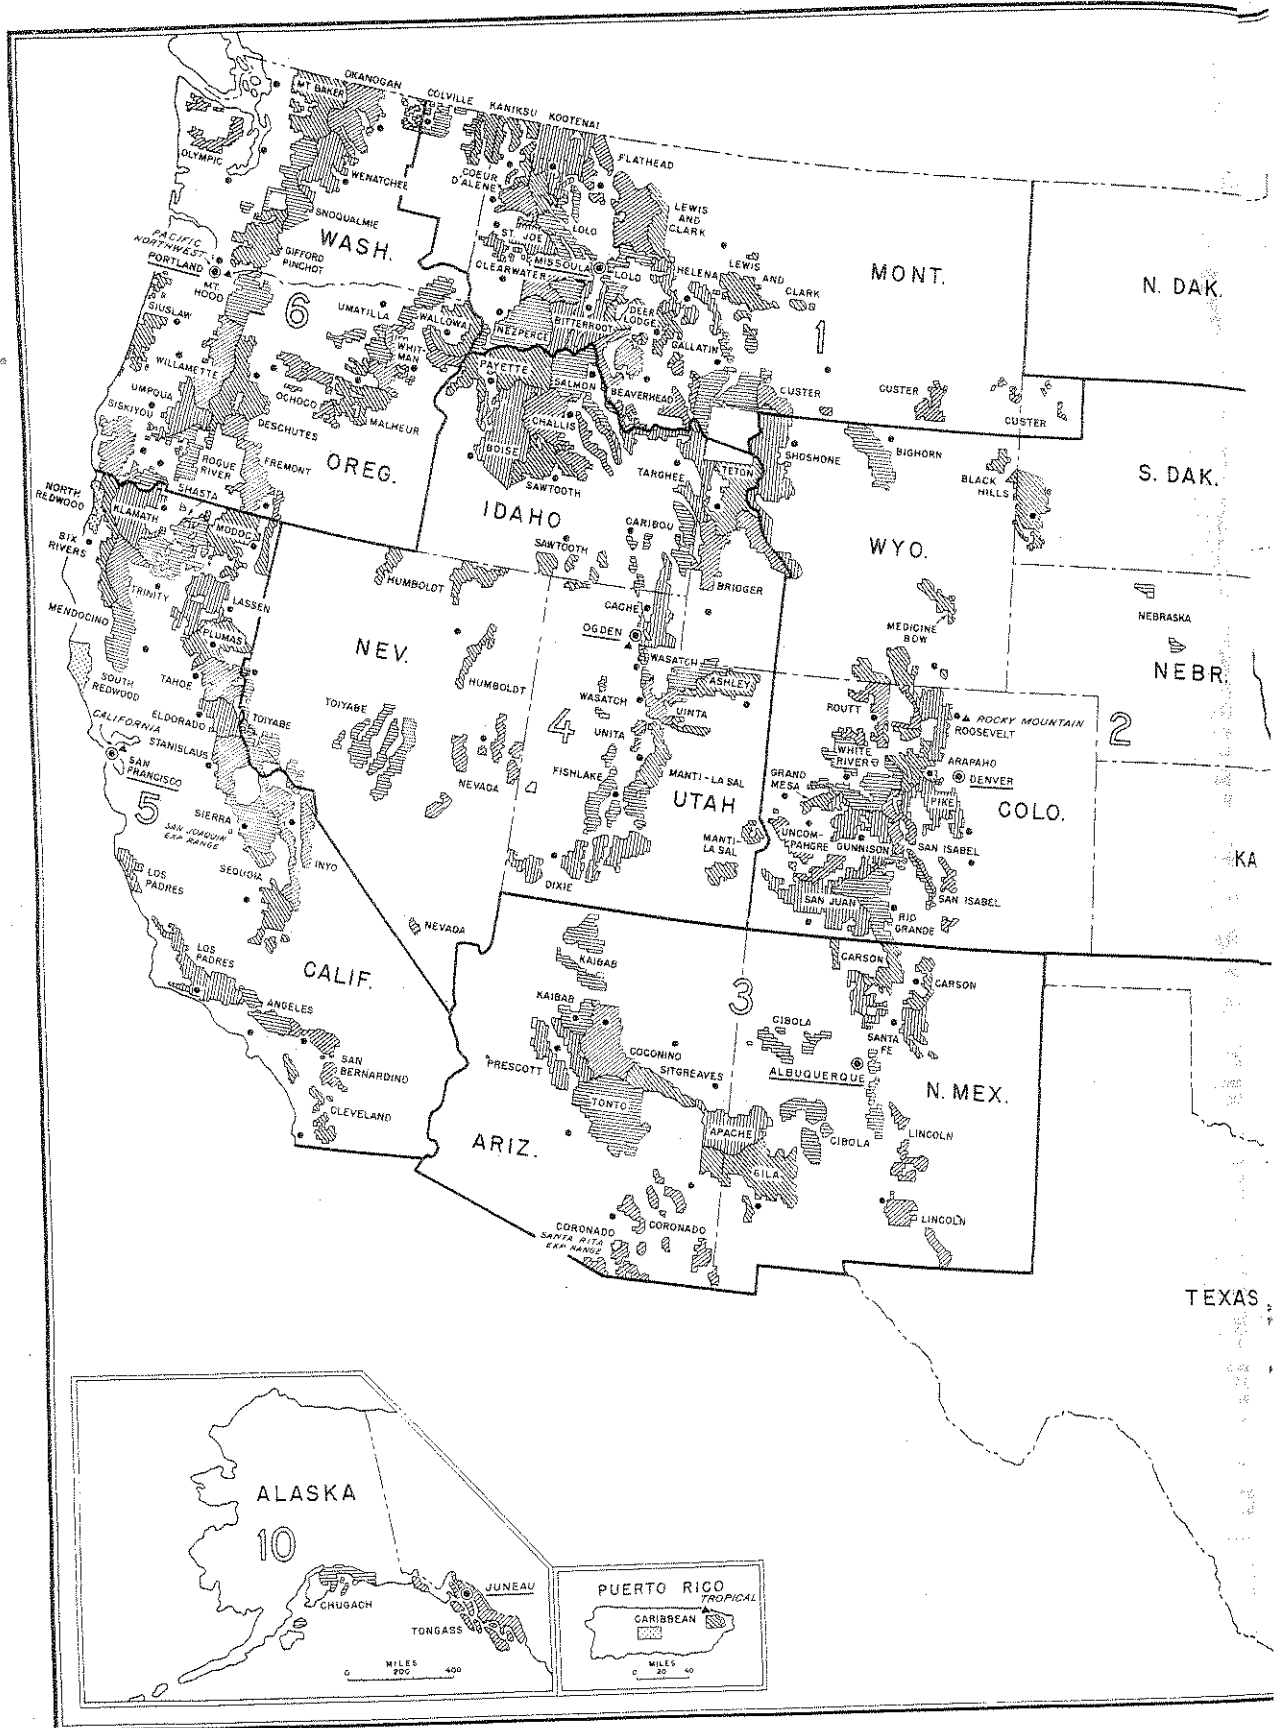 OKANOGAN
MT BAKER
COLVILLE
KANIKSU
KOOTENAI
OLYMPIC
WENATCHEE
COEUR
D'ALENE
FLATHEAD
SNOQUALMIE
LEWIS
AND
CLARK
ST. JOE
LOLO
PACIFIC
NORTHWEST
WASH.
GIFFORD
PINCHOT
CLEARWATER
MISSOULA
LOLO
HELENA
LEWIS
AND
CLARK
MONT.
N. DAK.
PORTLAND
MT.
HOOD
6
SIUSLAW
UMATILLA
WALLOWA
NEZPERCE
BITTERROOT
DEER
LODGE
GALLATIN
1
WILLAMETTE
WHIT-
MAN
PAYETTE
SALMON
BEAVERHEAD
CUSTER
CUSTER
CUSTER
UMPQUA
OCHOCO
MALHEUR
SISKIYOU
DESCHUTES
CHALLIS
BOISE
ROGUE
RIVER
FREMONT
OREG.
TARGHEE
TETON
SHOSHONE
BIGHORN
BLACK
HILLS
S. DAK.
SAWTOOTH
NORTH
REDWOOD
SHASTA
KLAMATH
MODOC
IDAHO
CARIBOU
SIX
RIVERS
SAWTOOTH
WYO.
TRINITY
LASSEN
HUMBOLDT
BRIDGER
MENDOCINO
CACHE
NEBRASKA
PLUMAS
OGDEN
MEDICINE
BOW
NEV.
WASATCH
NEBR.
SOUTH
REDWOOD
TAHOE
HUMBOLDT
WASATCH
ASHLEY
CALIFORNIA
ELDORADO
TOIYABE
TOIYABE
4
UINTA
UNITA
ROUTT
ROCKY MOUNTAIN
ROOSEVELT
2
STANISLAUS
SAN
FRANCISCO
WHITE
RIVER
ARAPAHO
DENVER
FISHLAKE
NEVADA
MANTI-LA SAL
GRAND
MESA
PIKE
COLO.
UTAH
5
SIERRA
SAN JOAQUIN
EXP RANGE
MANTI-
LA SAL
UNCOM-
PAHGRE
GUNNISON
SAN ISABEL
KA
INYO
SEQUOIA
LOS
PADRES
DIXIE
SAN JUAN
SAN ISABEL
RIO
GRANDE
NEVADA
LOS
PADRES
CALIF.
KAIBAB
CARSON
CARSON
KAIBAB
3
ANGELES
CIBOLA
SANTA
FE
COCONINO
PRESCOTT
SITGREAVES
ALBUQUERQUE
SAN
BERNARDINO
TONTO
N. MEX.
CLEVELAND
APACHE
CIBOLA
LINCOLN
ARIZ.
GILA
CORONADO
CORONADO
SANTA RITA
EXP RANGE
LINCOLN
TEXAS
ALASKA
10
JUNEAU
CHUGACH
TONGASS
MILES
0 200 400
PUERTO RICO
TROPICAL
CARIBBEAN
MILES
0 20 40